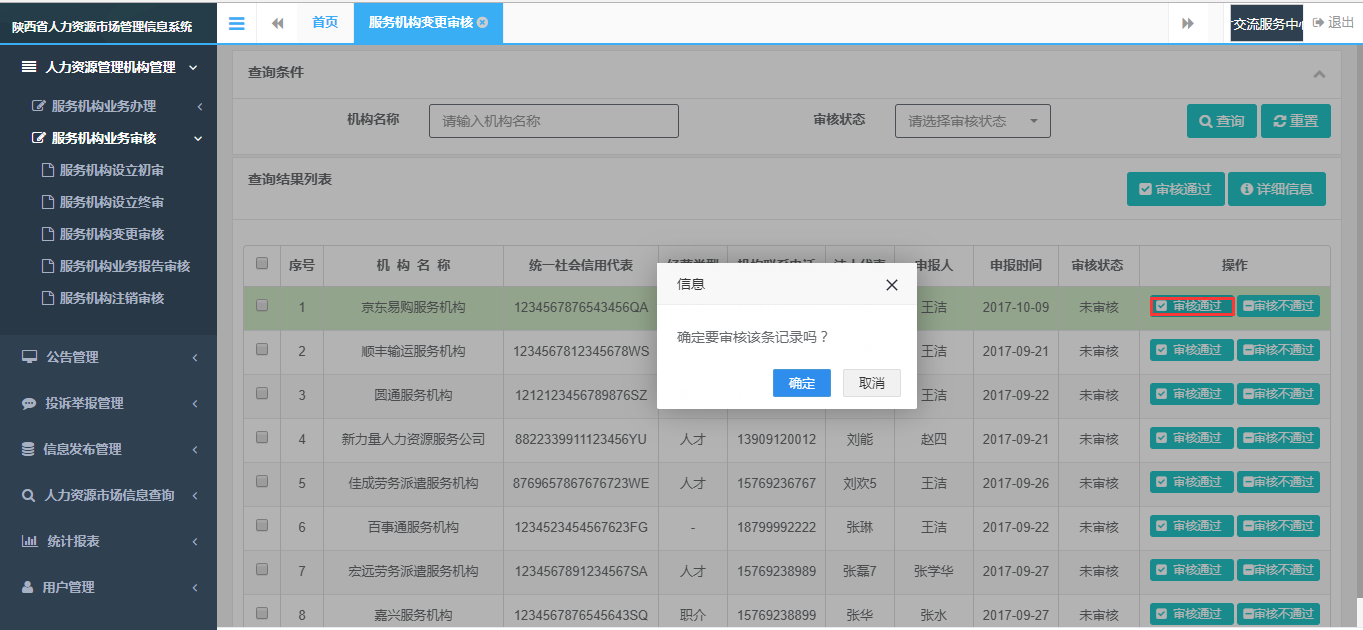 陕西省人力资源市场管理信息系统
首页 服务机构变更审核
交流服务中 退出
人力资源管理机构管理
服务机构业务办理
服务机构业务审核
服务机构设立初审
服务机构设立终审
服务机构变更审核
服务机构业务报告审核
服务机构注销审核
公告管理
投诉举报管理
信息发布管理
人力资源市场信息查询
统计报表
用户管理
查询条件
机构名称 请输入机构名称 审核状态 请选择审核状态 查询 重置
查询结果列表
审核通过 详细信息
序号 机 构 名 称 统一社会信用代表 经营类型 机构联系电话 法人代表 申报人 申报时间 审核状态 操作
1 京东易购服务机构 1234567876543456QA 王洁 2017-10-09 未审核 审核通过 审核不通过
2 顺丰输运服务机构 1234567812345678WS 王洁 2017-09-21 未审核 审核通过 审核不通过
3 圆通服务机构 1212123456789876SZ 王洁 2017-09-22 未审核 审核通过 审核不通过
4 新力量人力资源服务公司 8822339911123456YU 人才 13909120012 刘能 赵四 2017-09-21 未审核 审核通过 审核不通过
5 佳成劳务派遣服务机构 8769657867676723WE 人才 15769236767 刘欢5 王洁 2017-09-26 未审核 审核通过 审核不通过
6 百事通服务机构 1234523454567623FG - 18799992222 张琳 王洁 2017-09-22 未审核 审核通过 审核不通过
7 宏远劳务派遣服务机构 1234567891234567SA 人才 15769238989 张磊7 张学华 2017-09-27 未审核 审核通过 审核不通过
8 嘉兴服务机构 1234567876545643SQ 职介 15769238899 张华 张水 2017-09-27 未审核 审核通过 审核不通过
信息
确定要审核该条记录吗？
确定 取消